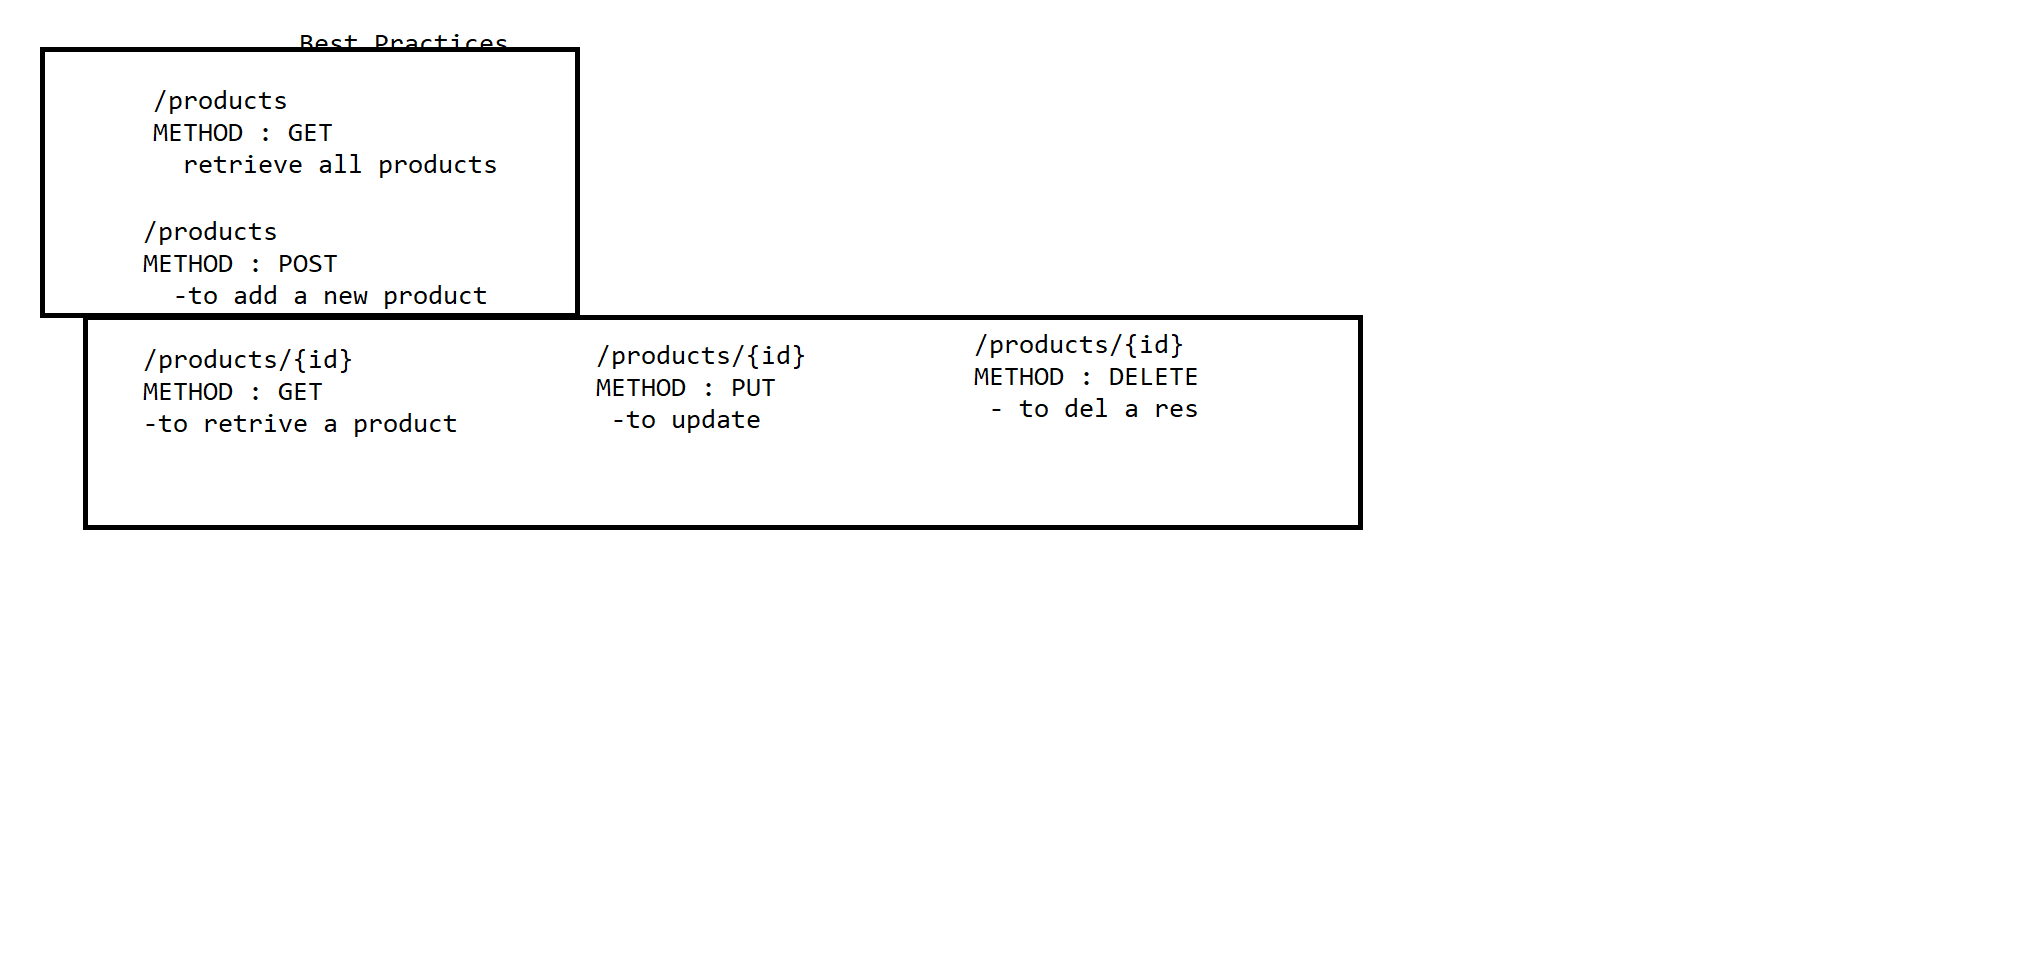 Best Practices
/products
METHOD : GET
retrieve all products
/products
METHOD : POST
-to add a new product
/products/{id}
METHOD : GET
-to retrive a product
/products/{id}
METHOD : PUT
-to update
/products/{id}
METHOD : DELETE
- to del a res